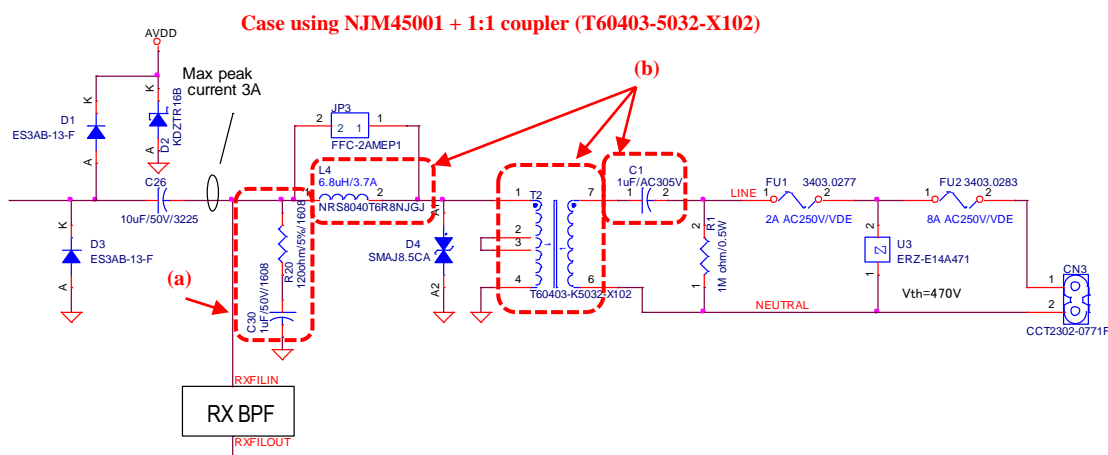 Case using NJM45001 + 1:1 coupler (T60403-5032-X102)
AVDD
Max peak
current 3A
(b)
K
K
D1
ES3AB-13-F
A
A
D2
KDZTR16B
JP3
2
2 1
1
FFC-2AMEP1
L4
6.8uH/3.7A
1
2
NRS8040T6R8NJGJ
C26
10uF/50V/3225
K
D3
ES3AB-13-F
A
(a)
R20
120ohm/5%/1608
C30
1uF/50V/1608
A1
D4
SMAJ8.5CA
A2
T2
1
7
2
3
4
6
T60403-K5032-X102
C1
1uF/AC305V
1
2
LINE
FU1
3403.0277
1
2
2A AC250V/VDE
FU2
3403.0283
1
2
8A AC250V/VDE
2
R1
1M ohm/0.5W
1
2
Z
U3
ERZ-E14A471
1
Vth=470V
NEUTRAL
CN3
1
2
CCT2302-0771F
RXFILIN
RX BPF
RXFILOUT